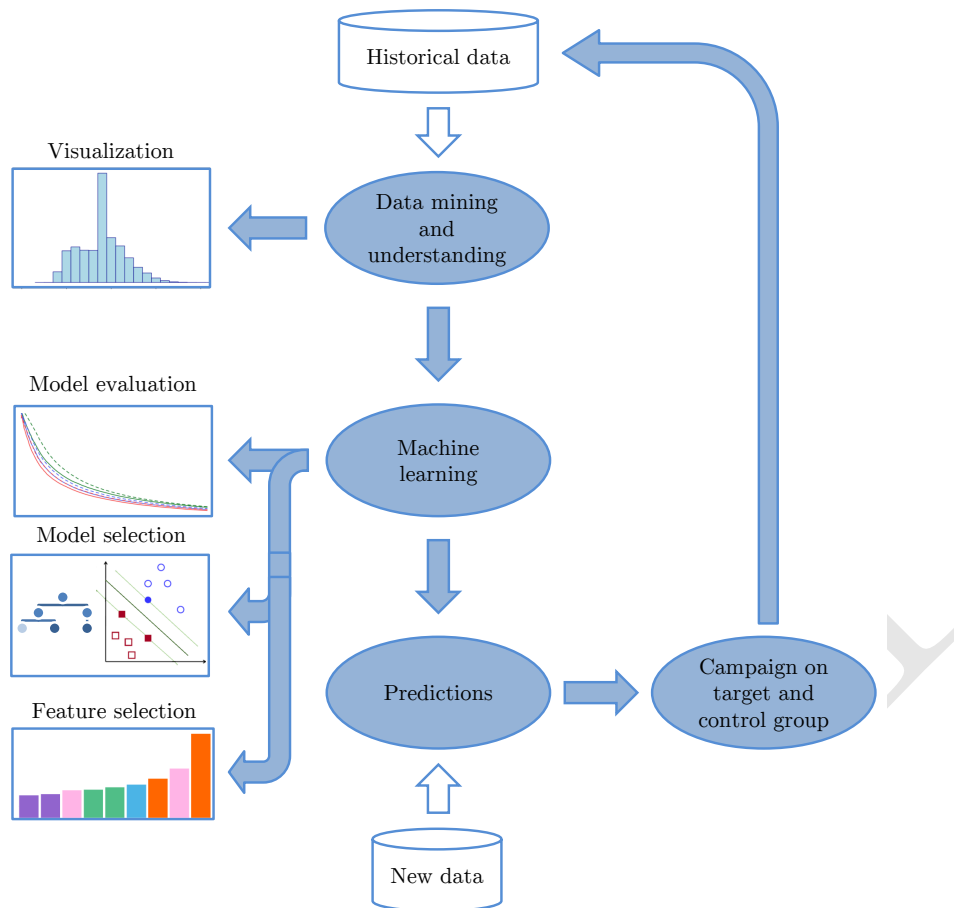 Historical data
Visualization
Data mining
and
understanding
Model evaluation
Machine
learning
Model selection
Predictions
Campaign on
target and
control group
Feature selection
New data